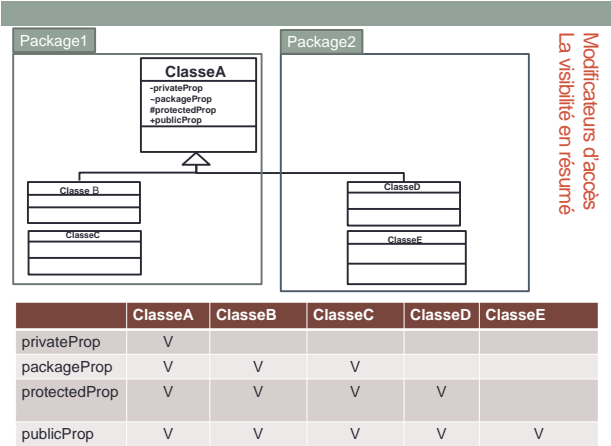 Modificateurs d'accès
La visibilité en résumé
Package1
Package2
ClasseA
-privateProp
~packageProp
#protectedProp
+publicProp
Classe B
ClasseC
ClasseD
ClasseE
ClasseA ClasseB ClasseC ClasseD ClasseE
privateProp V
packageProp V V V
protectedProp V V V V
publicProp V V V V V